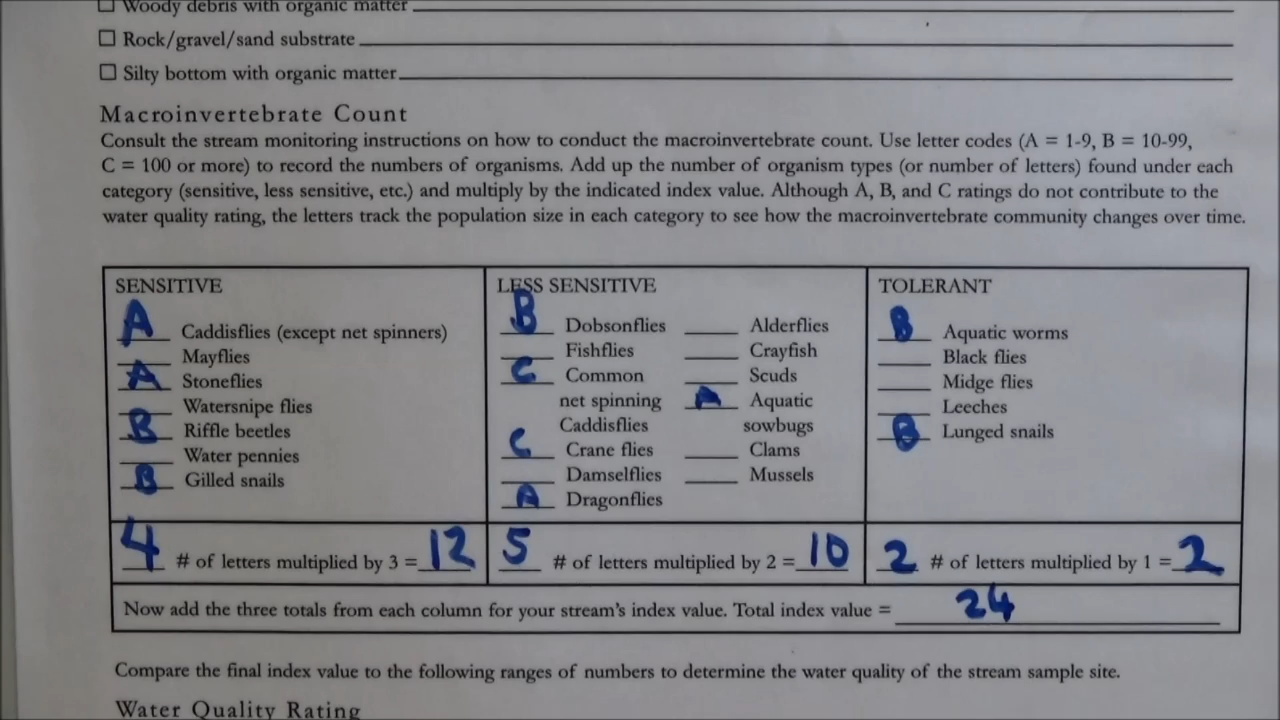 ☐ Woody debris with organic matter
☐ Rock/gravel/sand substrate
☐ Silty bottom with organic matter
Macroinvertebrate Count
Consult the stream monitoring instructions on how to conduct the macroinvertebrate count. Use letter codes (A = 1-9, B = 10-99,
C = 100 or more) to record the numbers of organisms. Add up the number of organism types (or number of letters) found under each
category (sensitive, less sensitive, etc.) and multiply by the indicated index value. Although A, B, and C ratings do not contribute to the
water quality rating, the letters track the population size in each category to see how the macroinvertebrate community changes over time.
SENSITIVE
A Caddisflies (except net spinners)
Mayflies
A Stoneflies
Watersnipe flies
B Riffle beetles
Water pennies
B Gilled snails
4 # of letters multiplied by 3 = 12
LESS SENSITIVE
B Dobsonflies
Fishflies
C Common
net spinning
Caddisflies
C Crane flies
Damselflies
A Dragonflies
Alderflies
Crayfish
Scuds
A Aquatic
sowbugs
Clams
Mussels
5 # of letters multiplied by 2 = 10
TOLERANT
B Aquatic worms
Black flies
Midge flies
Leeches
B Lunged snails
2 # of letters multiplied by 1 = 2
Now add the three totals from each column for your stream's index value. Total index value = 24
Compare the final index value to the following ranges of numbers to determine the water quality of the stream sample site.
Water Quality Rating